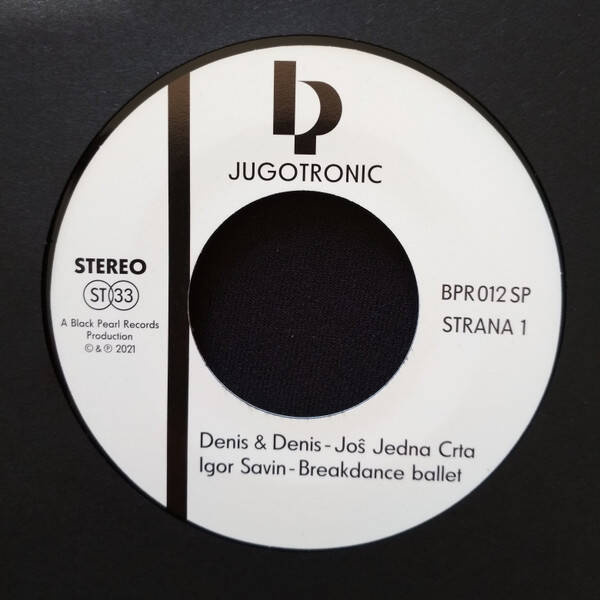 bp
JUGOTRONIC
STEREO
ST 33
A Black Pearl Records
Production
© & ℗ 2021
BPR 012 SP
STRANA 1
Denis & Denis - Joŝ Jedna Crta
Igor Savin - Breakdance ballet